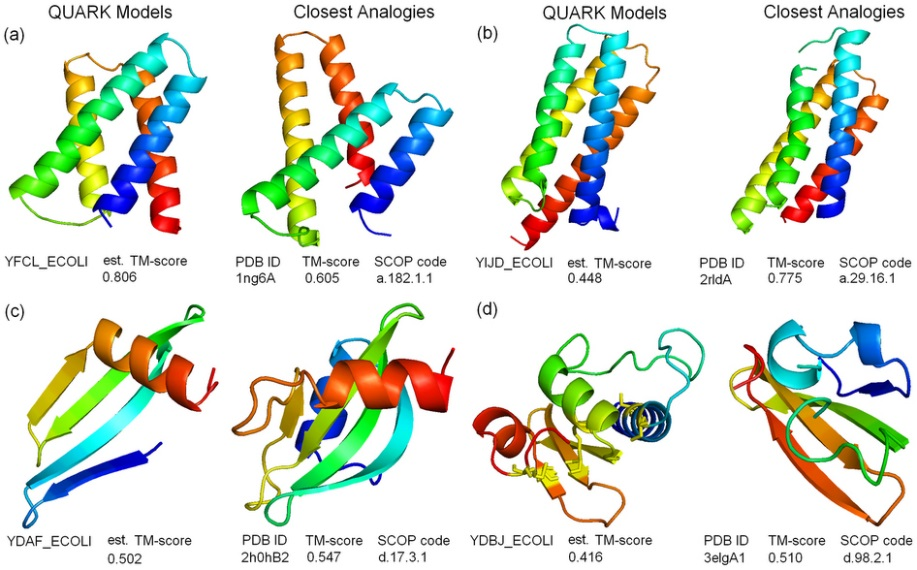 QUARK Models Closest Analogies QUARK Models Closest Analogies
(a) (b)
YFCL_ECOLI est. TM-score PDB ID TM-score SCOP code YIJD_ECOLI est. TM-score PDB ID TM-score SCOP code
0.806 1ng6A 0.605 a.182.1.1 0.448 2rldA 0.775 a.29.16.1
(c) (d)
YDAF_ECOLI est. TM-score PDB ID TM-score SCOP code YDBJ_ECOLI est. TM-score PDB ID TM-score SCOP code
0.502 2h0hB2 0.547 d.17.3.1 0.416 3elgA1 0.510 d.98.2.1